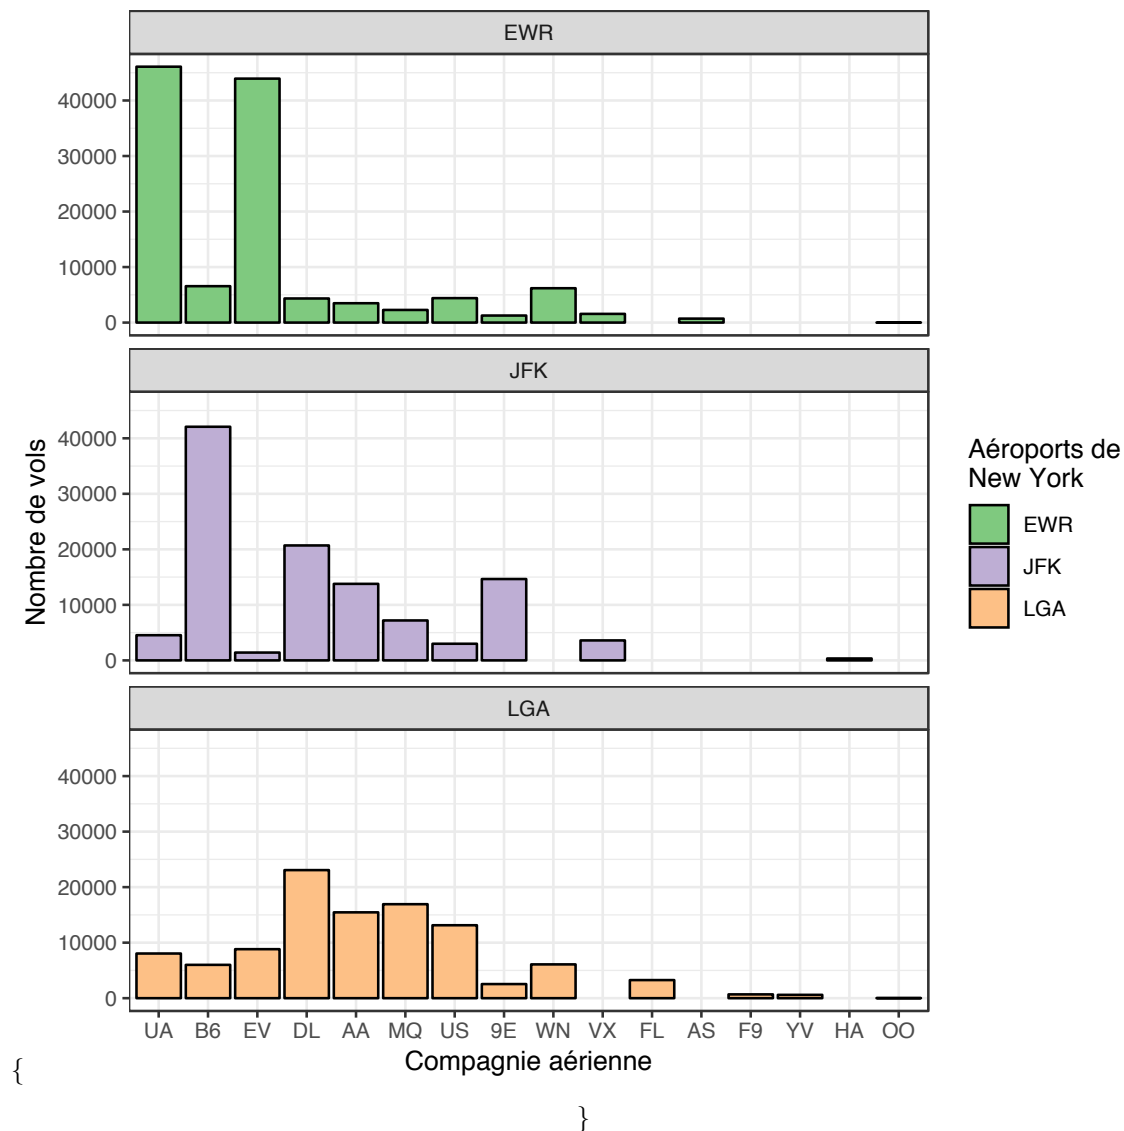 EWR
40000
30000
20000
10000
0
JFK
40000
30000
20000
10000
0
LGA
40000
30000
20000
10000
0
UA B6 EV DL AA MQ US 9E WN VX FL AS F9 YV HA OO
Compagnie aérienne
Nombre de vols
Aéroports de
New York
EWR
JFK
LGA
{
}